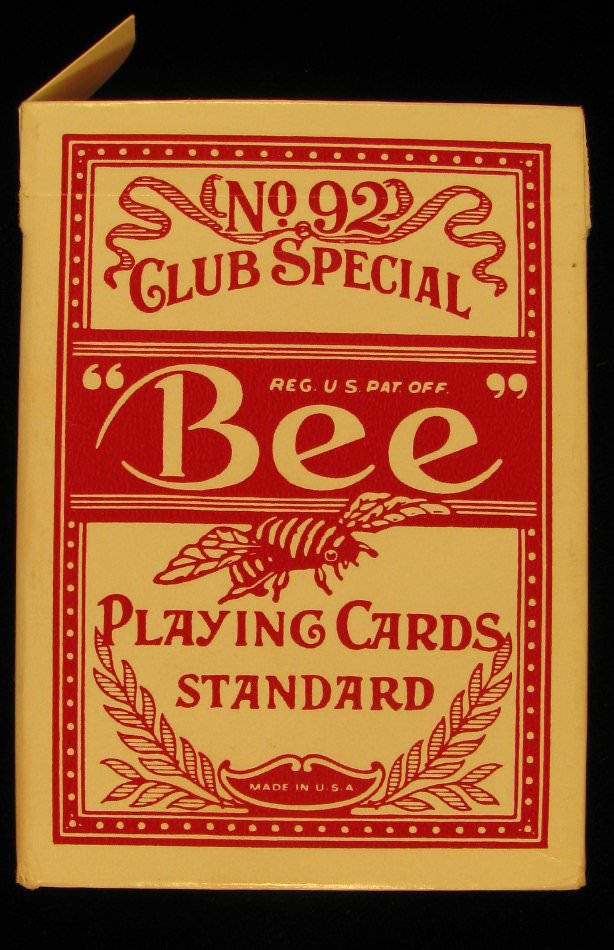 No 92
CLUB SPECIAL
REG. U S. PAT. OFF.
“Bee”
PLAYING CARDS
STANDARD
MADE IN U.S.A